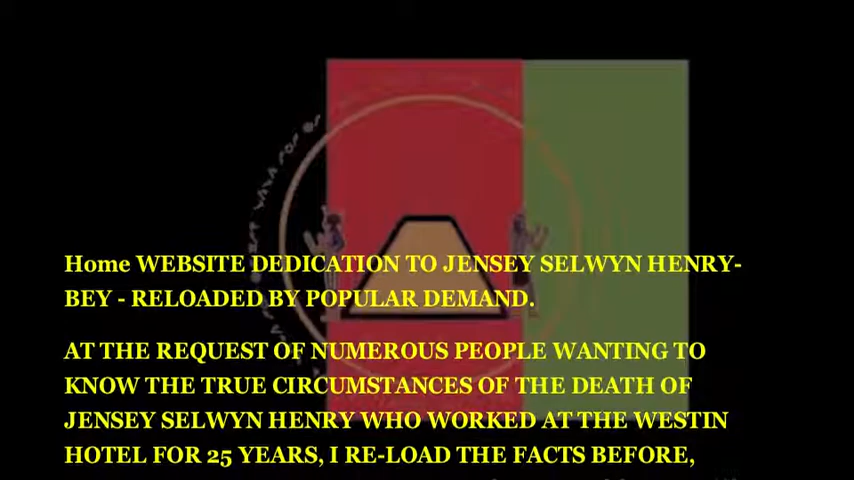 Home WEBSITE DEDICATION TO JENSEY SELWYN HENRY-
BEY - RELOADED BY POPULAR DEMAND.
AT THE REQUEST OF NUMEROUS PEOPLE WANTING TO
KNOW THE TRUE CIRCUMSTANCES OF THE DEATH OF
JENSEY SELWYN HENRY WHO WORKED AT THE WESTIN
HOTEL FOR 25 YEARS, I RE-LOAD THE FACTS BEFORE,